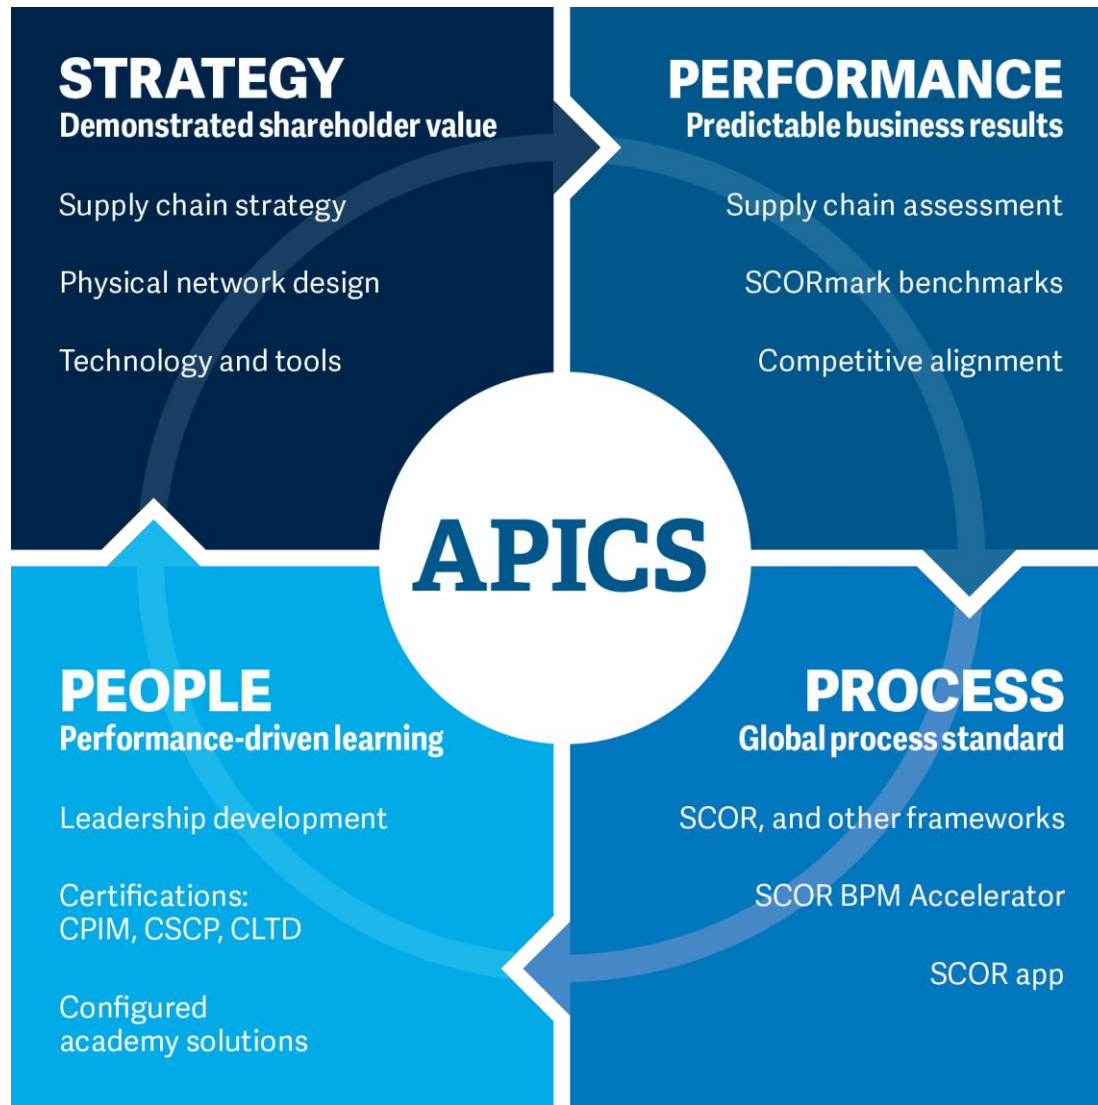 STRATEGY
Demonstrated shareholder value
Supply chain strategy
Physical network design
Technology and tools
PERFORMANCE
Predictable business results
Supply chain assessment
SCORmark benchmarks
Competitive alignment
APICS
PEOPLE
Performance-driven learning
Leadership development
Certifications:
CPIM, CSCP, CLTD
Configured
academy solutions
PROCESS
Global process standard
SCOR, and other frameworks
SCOR BPM Accelerator
SCOR app